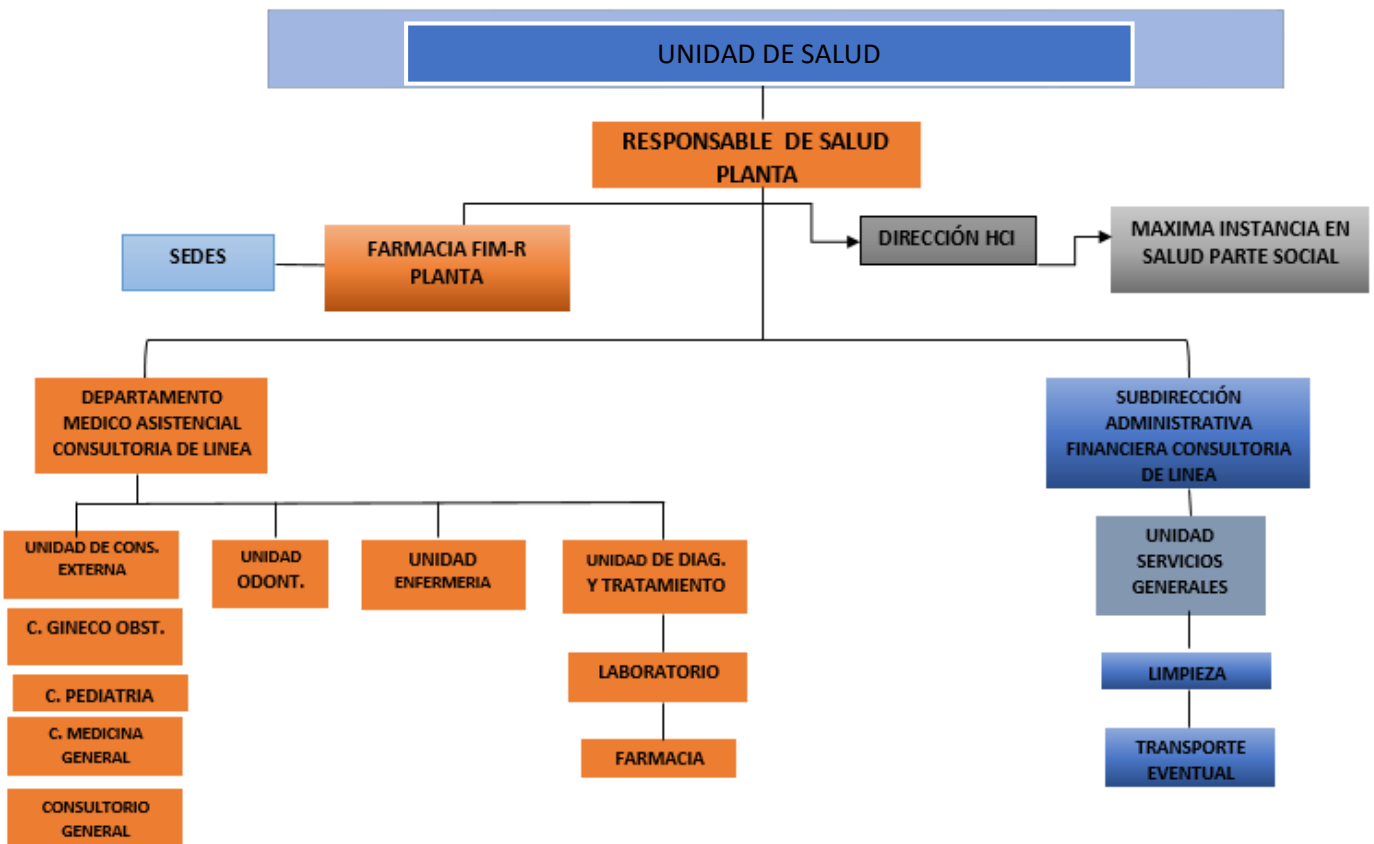 UNIDAD DE SALUD
RESPONSABLE DE SALUD
PLANTA
SEDES
FARMACIA FIM-R
PLANTA
DIRECCIÓN HCI
MAXIMA INSTANCIA EN
SALUD PARTE SOCIAL
DEPARTAMENTO
MEDICO ASISTENCIAL
CONSULTORIA DE LINEA
SUBDIRECCIÓN
ADMINISTRATIVA
FINANCIERA CONSULTORIA
DE LINEA
UNIDAD DE CONS.
EXTERNA
UNIDAD
ODONT.
UNIDAD
ENFERMERIA
UNIDAD DE DIAG.
Y TRATAMIENTO
UNIDAD
SERVICIOS
GENERALES
C. GINECO OBST.
C. PEDIATRIA
C. MEDICINA
GENERAL
CONSULTORIO
GENERAL
LABORATORIO
FARMACIA
LIMPIEZA
TRANSPORTE
EVENTUAL